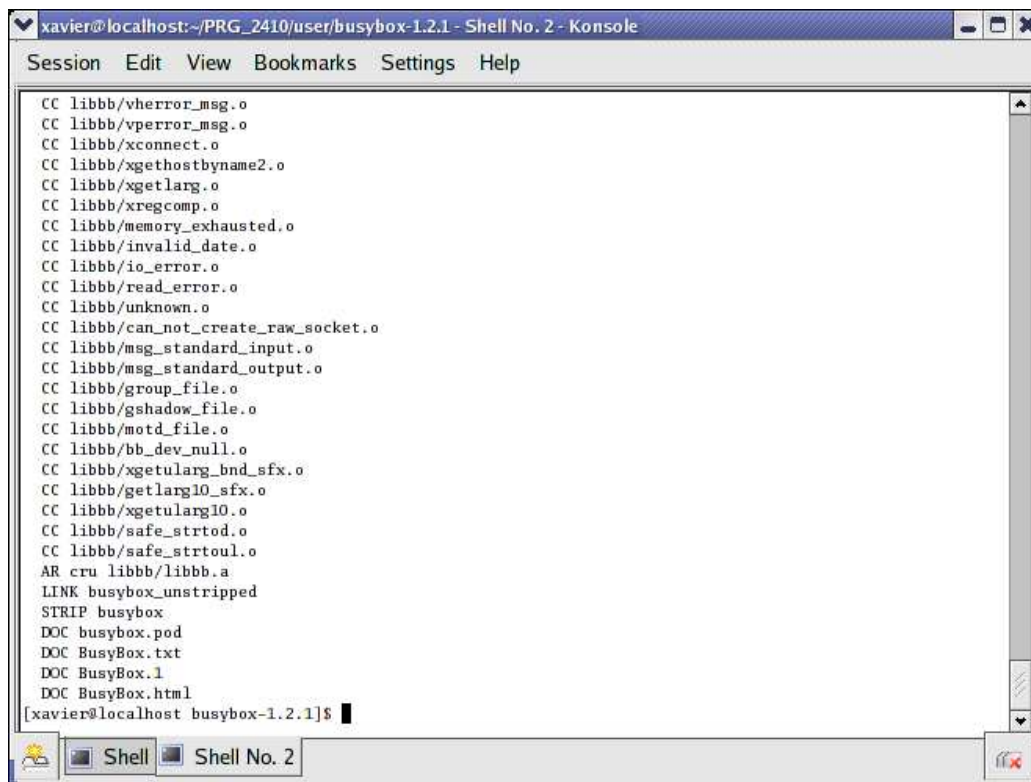 xavier@localhost:~/PRG_2410/user/busybox-1.2.1 - Shell No. 2 - Konsole
Session Edit View Bookmarks Settings Help
CC libbb/vherror_msg.o
CC libbb/vperror_msg.o
CC libbb/xconnect.o
CC libbb/xgethostbyname2.o
CC libbb/xgetlarg.o
CC libbb/xregcomp.o
CC libbb/memory_exhausted.o
CC libbb/invalid_date.o
CC libbb/io_error.o
CC libbb/read_error.o
CC libbb/unknown.o
CC libbb/can_not_create_raw_socket.o
CC libbb/msg_standard_input.o
CC libbb/msg_standard_output.o
CC libbb/group_file.o
CC libbb/gshadow_file.o
CC libbb/motd_file.o
CC libbb/bb_dev_null.o
CC libbb/xgetularg_bnd_sfx.o
CC libbb/getlarg10_sfx.o
CC libbb/xgetularg10.o
CC libbb/safe_strtod.o
CC libbb/safe_strtoul.o
AR cru libbb/libbb.a
LINK busybox_unstripped
STRIP busybox
DOC busybox.pod
DOC BusyBox.txt
DOC BusyBox.1
DOC BusyBox.html
[xavier@localhost busybox-1.2.1]$
Shell Shell No. 2